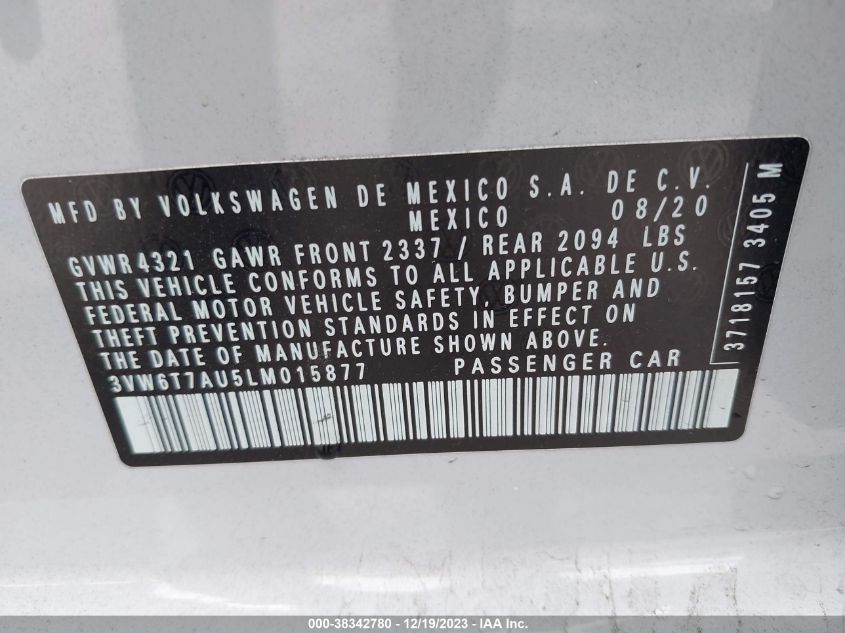 MFD BY VOLKSWAGEN DE MEXICO S.A. DE C.V.
MEXICO 08/20
GVWR4321 GAWR FRONT 2337 / REAR 2094 LBS
THIS VEHICLE CONFORMS TO ALL APPLICABLE U.S.
FEDERAL MOTOR VEHICLE SAFETY, BUMPER AND
THEFT PREVENTION STANDARDS IN EFFECT ON
THE DATE OF MANUFACTURE SHOWN ABOVE.
3VW6T7AU5LM015877 PASSENGER CAR
3718157 3405 M
000-38342780 - 12/19/2023 - IAA Inc.